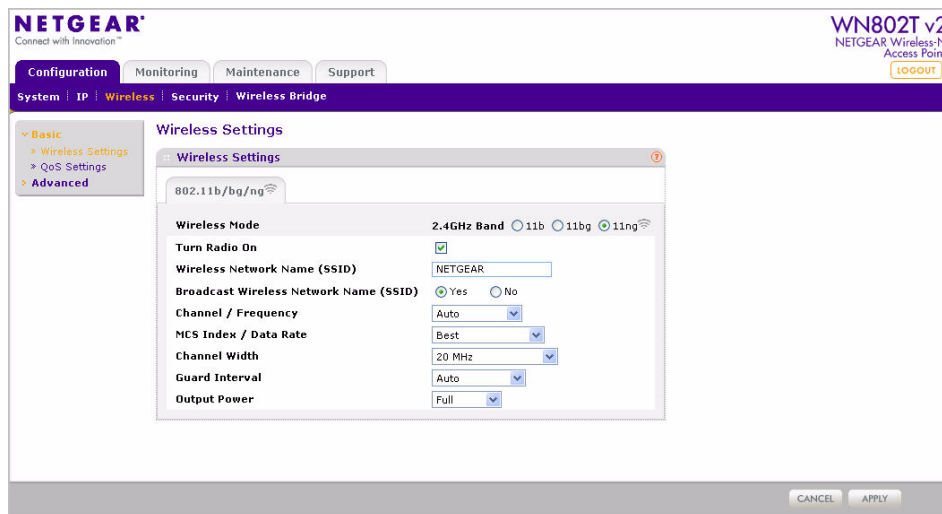 NETGEAR®
Connect with Innovation™
WN802T v2
NETGEAR Wireless-N
Access Poin
LOGOUT
Configuration Monitoring Maintenance Support
System IP Wireless Security Wireless Bridge
Basic
Wireless Settings
QoS Settings
Advanced
Wireless Settings
Wireless Settings
802.11b/bg/ng
Wireless Mode 2.4GHz Band 11b 11bg 11ng
Turn Radio On
Wireless Network Name (SSID) NETGEAR
Broadcast Wireless Network Name (SSID) Yes No
Channel / Frequency Auto
MCS Index / Data Rate Best
Channel Width 20 MHz
Guard Interval Auto
Output Power Full
CANCEL APPLY